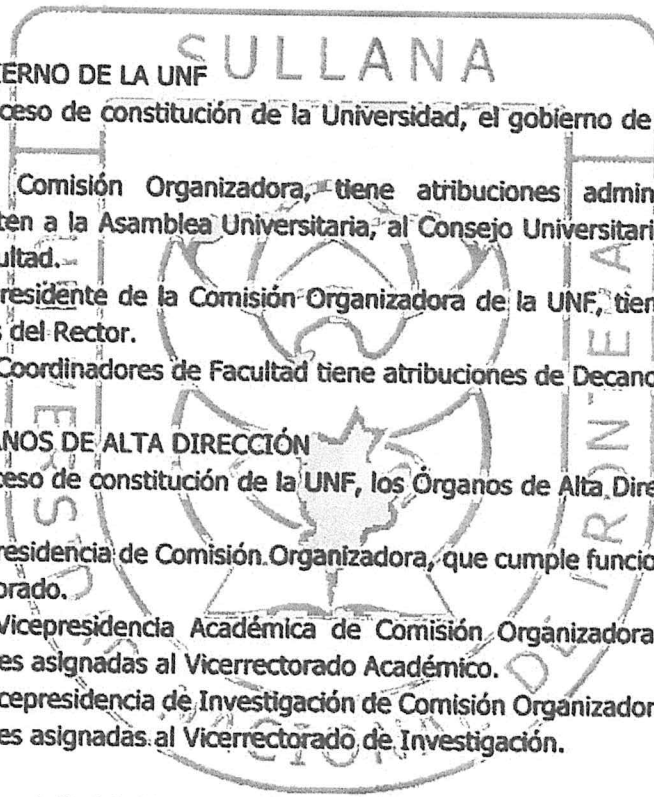 SULLANA
ERNO DE LA UNF
ceso de constitución de la Universidad, el gobierno de
Comisión Organizadora, tiene atribuciones admin
ten a la Asamblea Universitaria, al Consejo Universitari
ultad.
residente de la Comisión Organizadora de la UNF, tien
s del Rector.
Coordinadores de Facultad tiene atribuciones de Decano
ANOS DE ALTA DIRECCIÓN
eso de constitución de la UNF, los Órganos de Alta Dire
residencia de Comisión Organizadora, que cumple funcio
orado.
Vicepresidencia Académica de Comisión Organizadora
es asignadas al Vicerrectorado Académico.
cepresidencia de Investigación de Comisión Organizador
es asignadas al Vicerrectorado de Investigación.